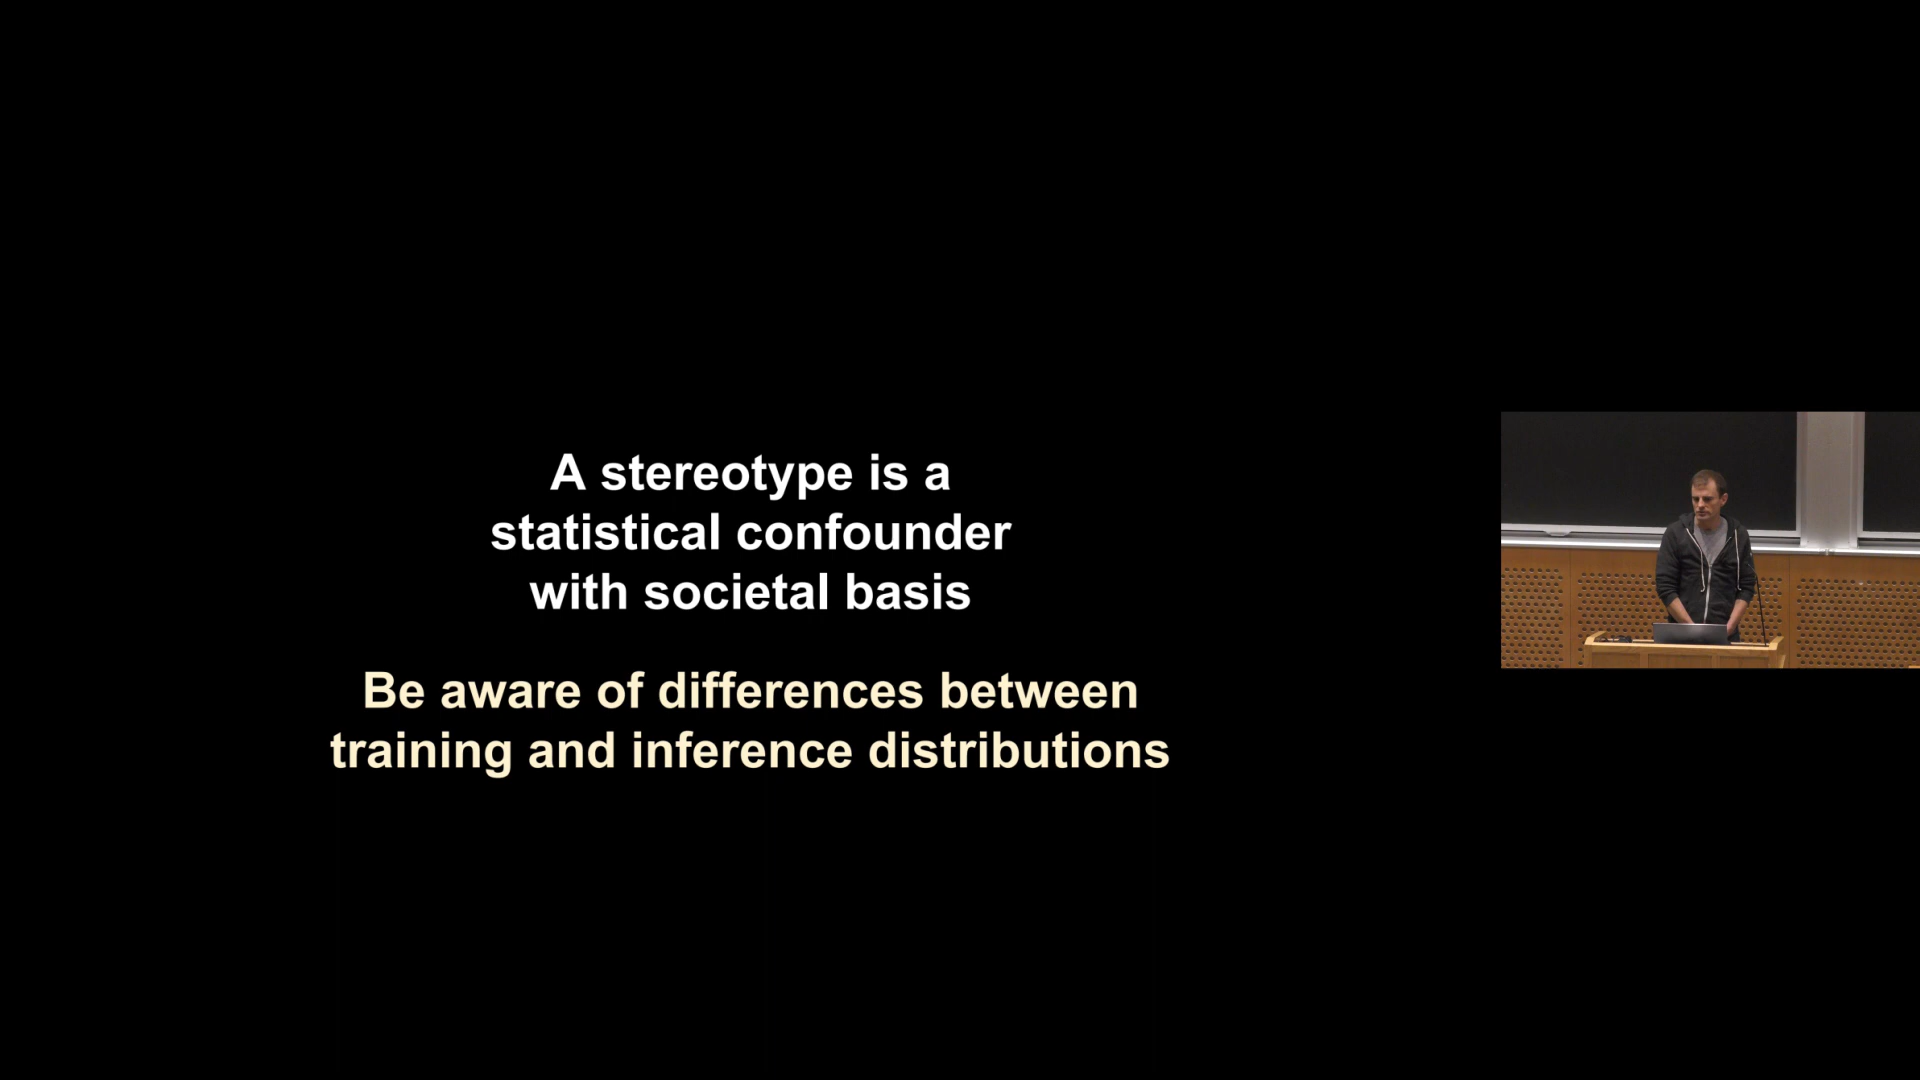 A stereotype is a
statistical confounder
with societal basis
Be aware of differences between
training and inference distributions